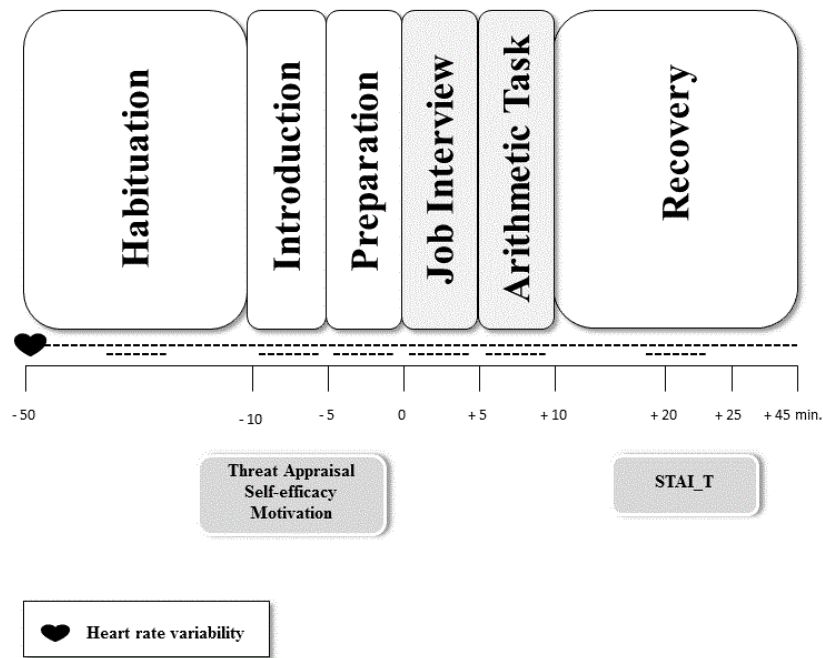 Habituation
Introduction
Preparation
Job Interview
Arithmetic Task
Recovery
- 50
- 10
- 5
0
+ 5
+ 10
+ 20
+ 25
+ 45 min.
Threat Appraisal
Self-efficacy
Motivation
STAI_T
Heart rate variability